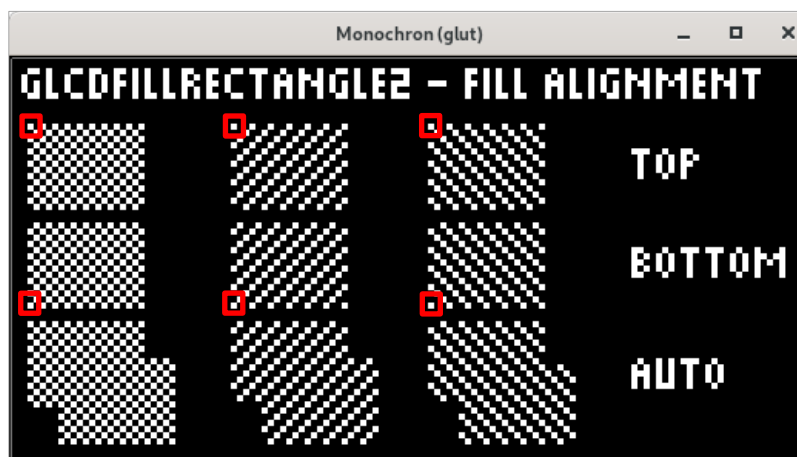 Monochron (glut)
GLCDFILLRECTANGLE2 – FILL ALIGNMENT
TOP
BOTTOM
AUTO